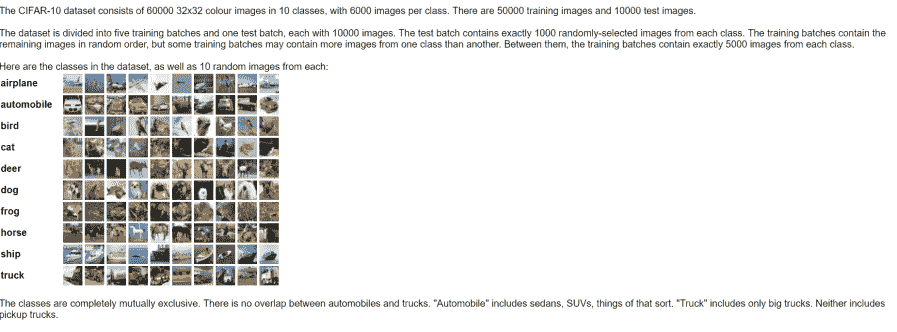 The CIFAR-10 dataset consists of 60000 32x32 colour images in 10 classes, with 6000 images per class. There are 50000 training images and 10000 test images.
The dataset is divided into five training batches and one test batch, each with 10000 images. The test batch contains exactly 1000 randomly-selected images from each class. The training batches contain the
remaining images in random order, but some training batches may contain more images from one class than another. Between them, the training batches contain exactly 5000 images from each class.
Here are the classes in the dataset, as well as 10 random images from each:
airplane
automobile
bird
cat
deer
dog
frog
horse
ship
truck
The classes are completely mutually exclusive. There is no overlap between automobiles and trucks. "Automobile" includes sedans, SUVs, things of that sort. "Truck" includes only big trucks. Neither includes
pickup trucks.